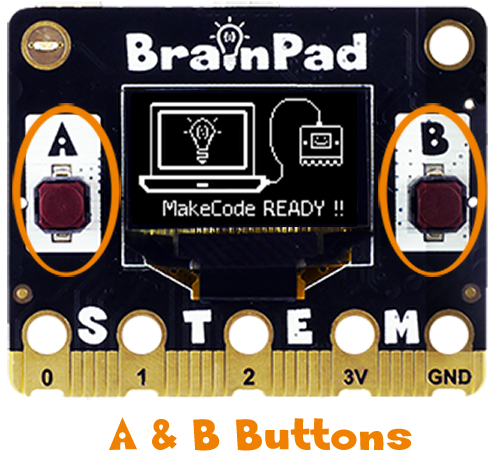 BrainPad
A
B
MakeCode READY !!
S T E M
0 1 2 3V GND
A & B Buttons